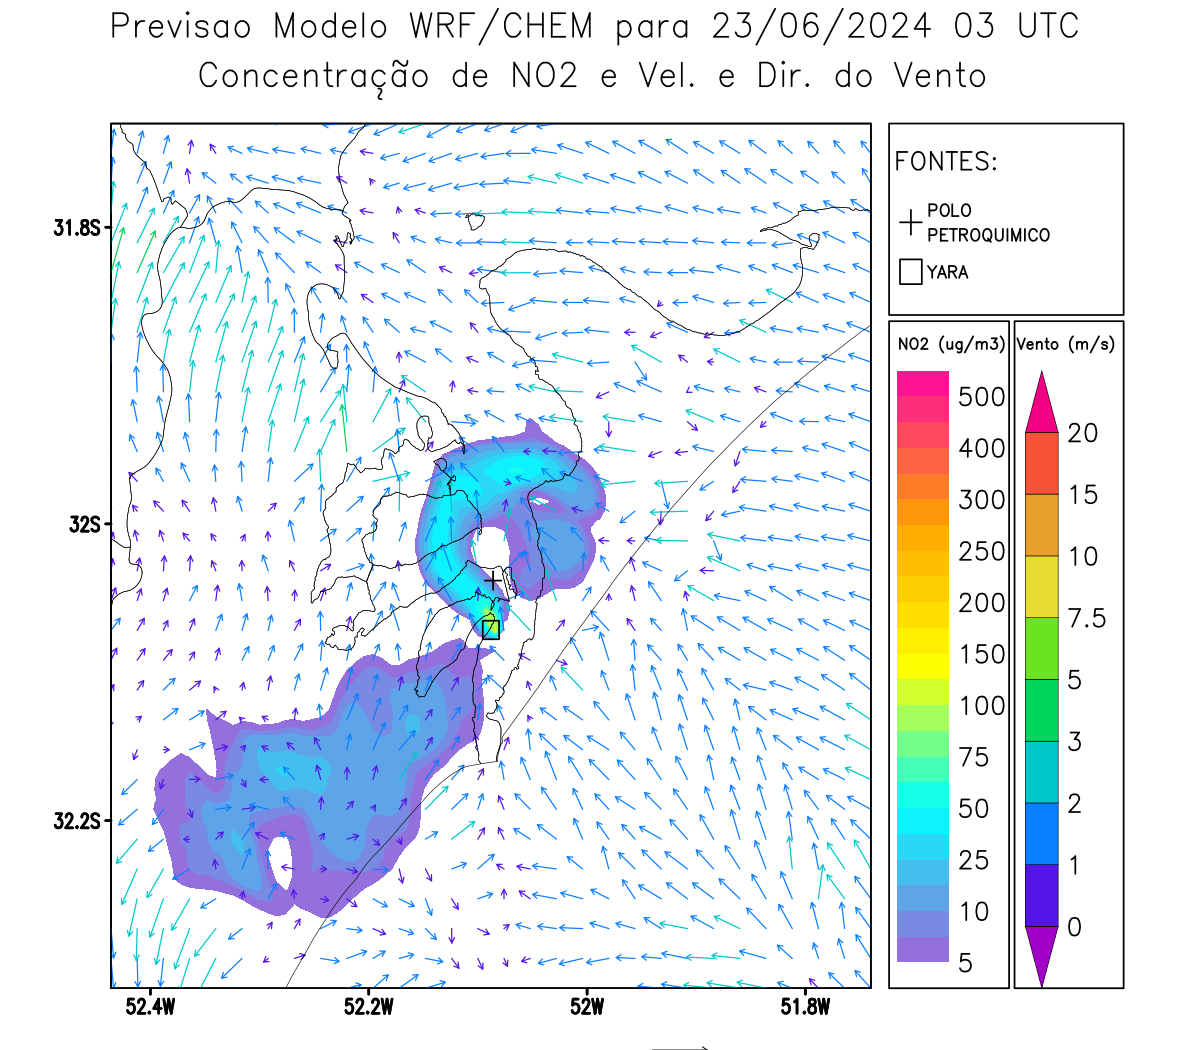 Previsao Modelo WRF/CHEM para 23/06/2024 03 UTC
Concentração de NO2 e Vel. e Dir. do Vento
FONTES:
POLO
PETROQUIMICO
YARA
NO2 (ug/m3)
500
400
300
250
200
150
100
75
50
25
10
5
Vento (m/s)
20
15
10
7.5
5
3
2
1
0
31.8S
32S
32.2S
52.4W
52.2W
52W
51.8W